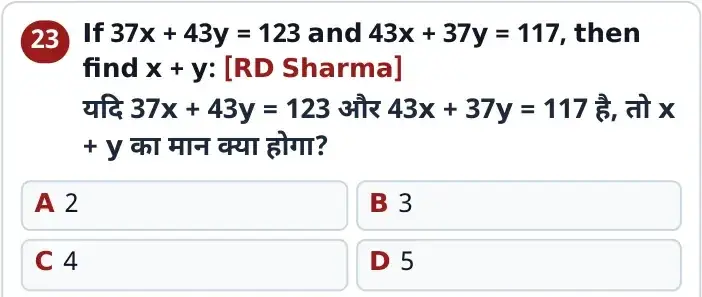 23 If 37x + 43y = 123 and 43x + 37y = 117, then
find x + y: [RD Sharma]
यदि 37x + 43y = 123 और 43x + 37y = 117 है, तो x
+ y का मान क्या होगा?
A 2
B 3
C 4
D 5